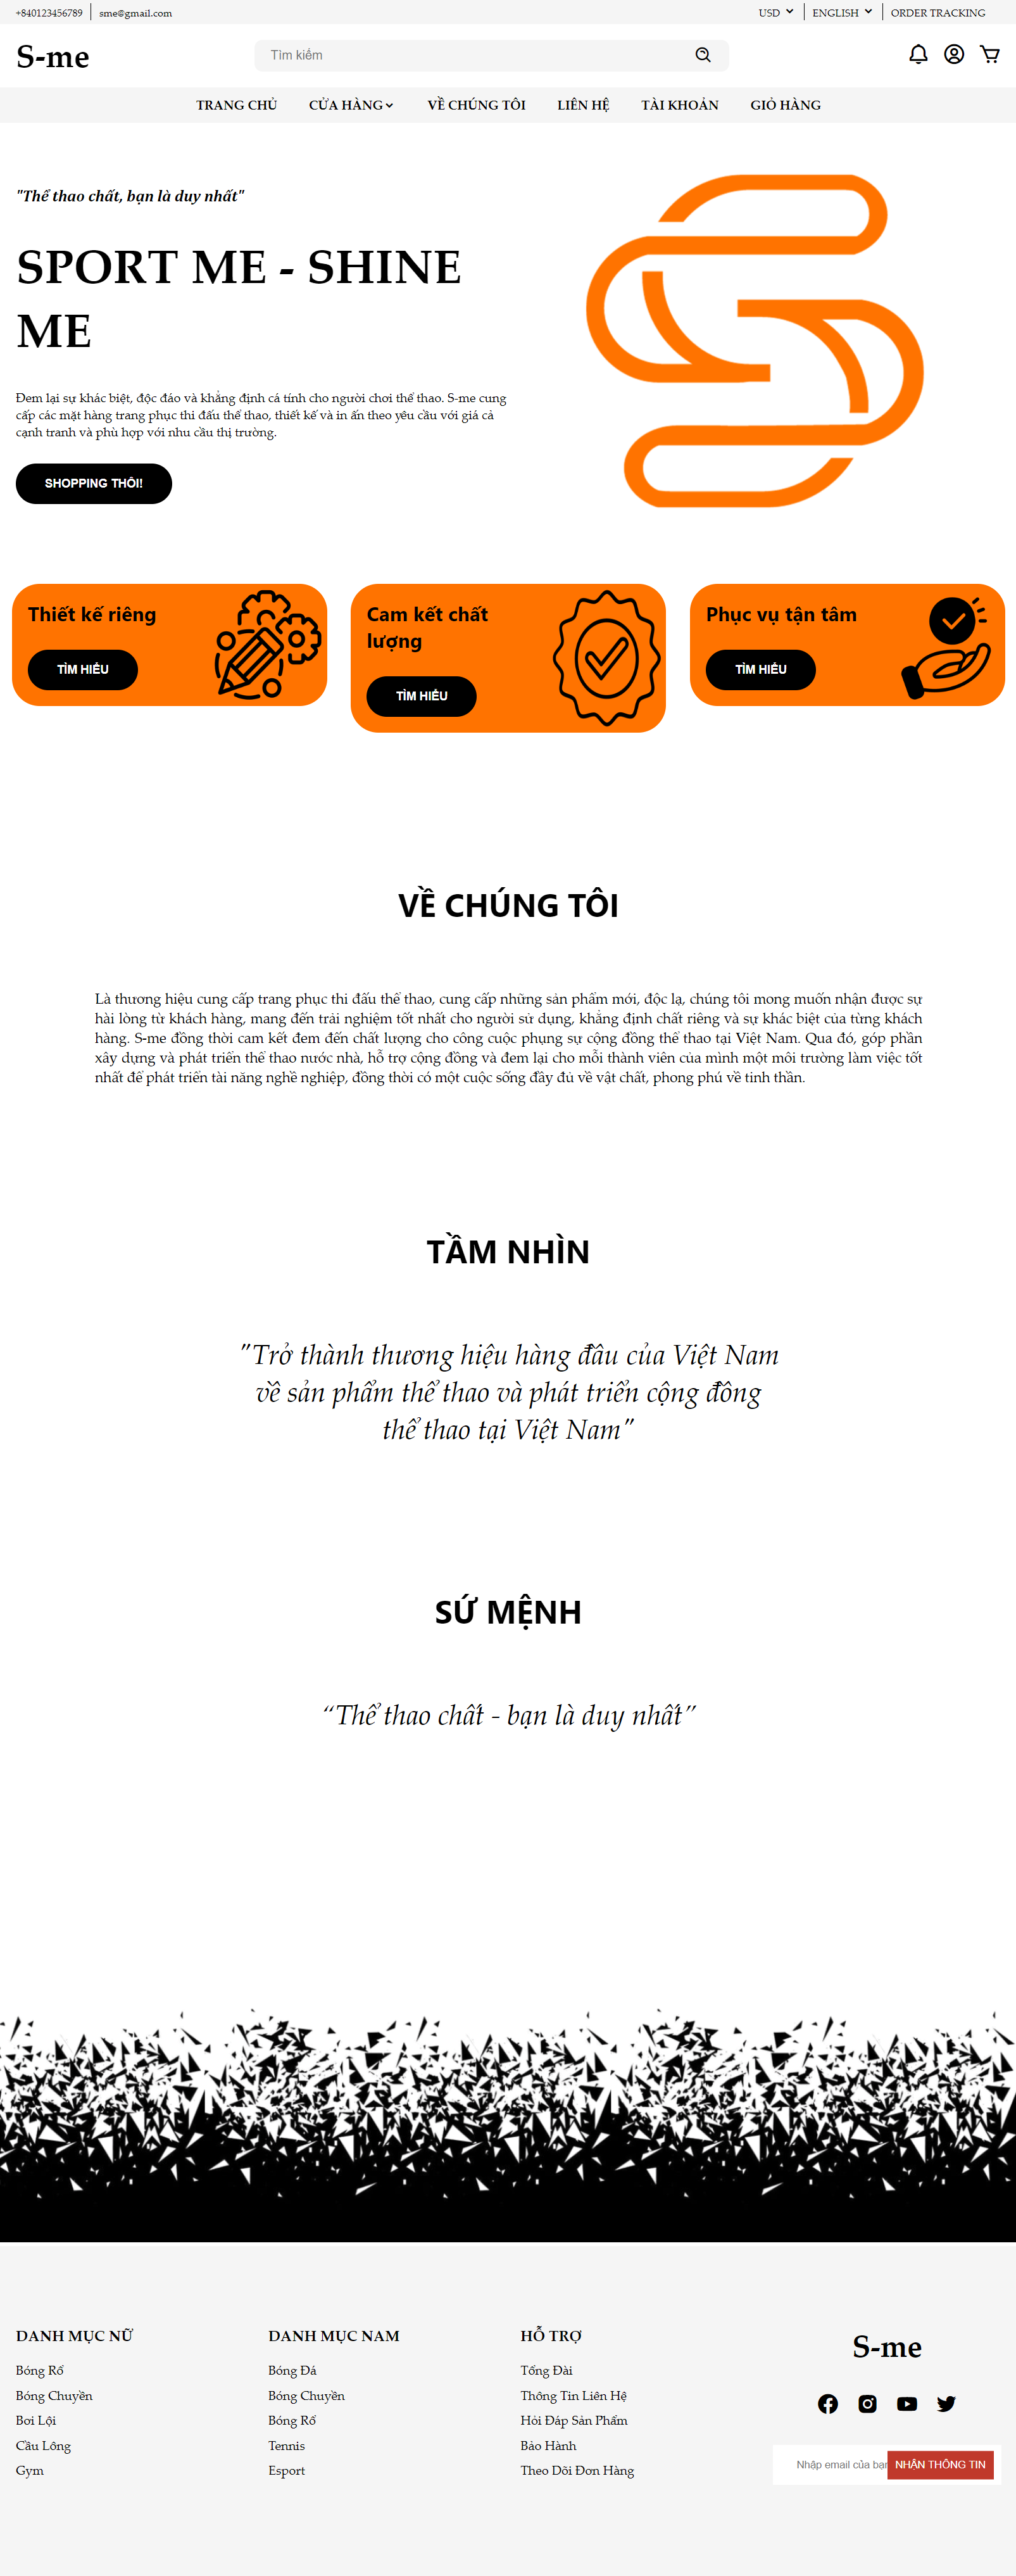 +840123456789 sme@gmail.com USD ENGLISH ORDER TRACKING
S-me
Tìm kiếm
TRANG CHỦ CỬA HÀNG VỀ CHÚNG TÔI LIÊN HỆ TÀI KHOẢN GIỎ HÀNG
"Thể thao chất, bạn là duy nhất"
SPORT ME - SHINE
ME
Đem lại sự khác biệt, độc đáo và khẳng định cá tính cho người chơi thể thao. S-me cung
cấp các mặt hàng trang phục thi đấu thể thao, thiết kế và in ấn theo yêu cầu với giá cả
cạnh tranh và phù hợp với nhu cầu thị trường.
SHOPPING THÔI!
Thiết kế riêng
TÌM HIỂU
Cam kết chất
lượng
TÌM HIỂU
Phục vụ tận tâm
TÌM HIỂU
VỀ CHÚNG TÔI
Là thương hiệu cung cấp trang phục thi đấu thể thao, cung cấp những sản phẩm mới, độc lạ, chúng tôi mong muốn nhận được sự
hài lòng từ khách hàng, mang đến trải nghiệm tốt nhất cho người sử dụng, khẳng định chất riêng và sự khác biệt của từng khách
hàng. S-me đồng thời cam kết đem đến chất lượng cho công cuộc phụng sự cộng đồng thể thao tại Việt Nam. Qua đó, góp phần
xây dựng và phát triển thể thao nước nhà, hỗ trợ cộng đồng và đem lại cho mỗi thành viên của mình một môi trường làm việc tốt
nhất để phát triển tài năng nghề nghiệp, đồng thời có một cuộc sống đầy đủ về vật chất, phong phú về tinh thần.
TẦM NHÌN
"Trở thành thương hiệu hàng đầu của Việt Nam
về sản phẩm thể thao và phát triển cộng đồng
thể thao tại Việt Nam"
SỨ MỆNH
“Thể thao chất - bạn là duy nhất”
DANH MỤC NỮ
Bóng Rổ
Bóng Chuyền
Bơi Lội
Cầu Lông
Gym
DANH MỤC NAM
Bóng Đá
Bóng Chuyền
Bóng Rổ
Tennis
Esport
HỖ TRỢ
Tổng Đài
Thông Tin Liên Hệ
Hỏi Đáp Sản Phẩm
Bảo Hành
Theo Dõi Đơn Hàng
S-me
Nhập email của bạn NHẬN THÔNG TIN